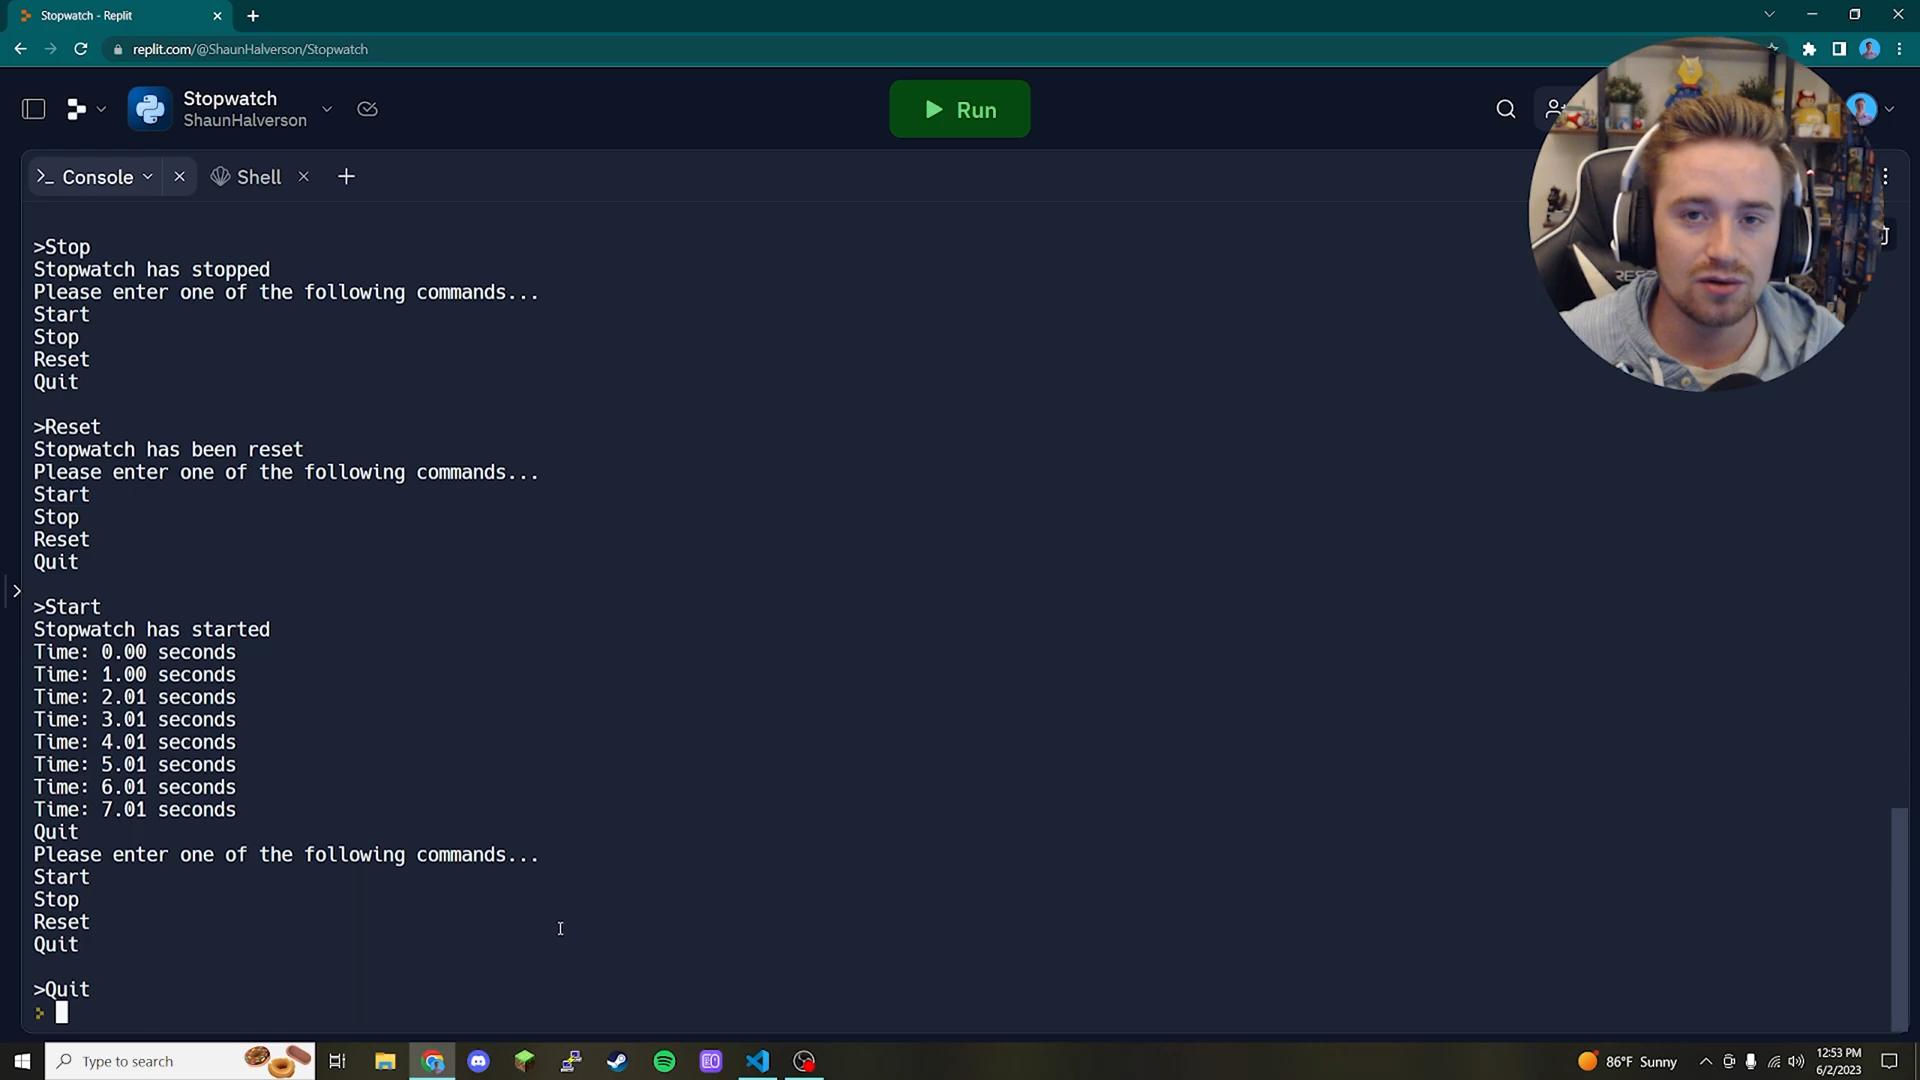 Stopwatch - Replit
replit.com/@ShaunHalverson/Stopwatch
Stopwatch
ShaunHalverson
Run
Console
Shell
>Stop
Stopwatch has stopped
Please enter one of the following commands...
Start
Stop
Reset
Quit
>Reset
Stopwatch has been reset
Please enter one of the following commands...
Start
Stop
Reset
Quit
>Start
Stopwatch has started
Time: 0.00 seconds
Time: 1.00 seconds
Time: 2.01 seconds
Time: 3.01 seconds
Time: 4.01 seconds
Time: 5.01 seconds
Time: 6.01 seconds
Time: 7.01 seconds
Quit
Please enter one of the following commands...
Start
Stop
Reset
Quit
>Quit
Type to search
86°F Sunny
12:53 PM
6/2/2023